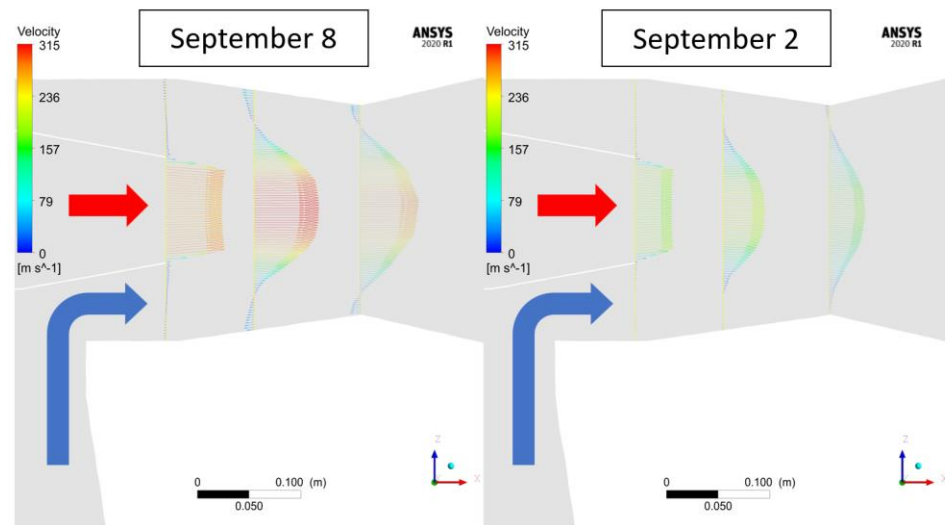 Velocity
315
236
157
79
0
[m s^-1]
September 8
ANSYS
2020 R1
0
0.100 (m)
0.050
Z
X
Velocity
315
236
157
79
0
[m s^-1]
September 2
ANSYS
2020 R1
0
0.100 (m)
0.050
Z
X